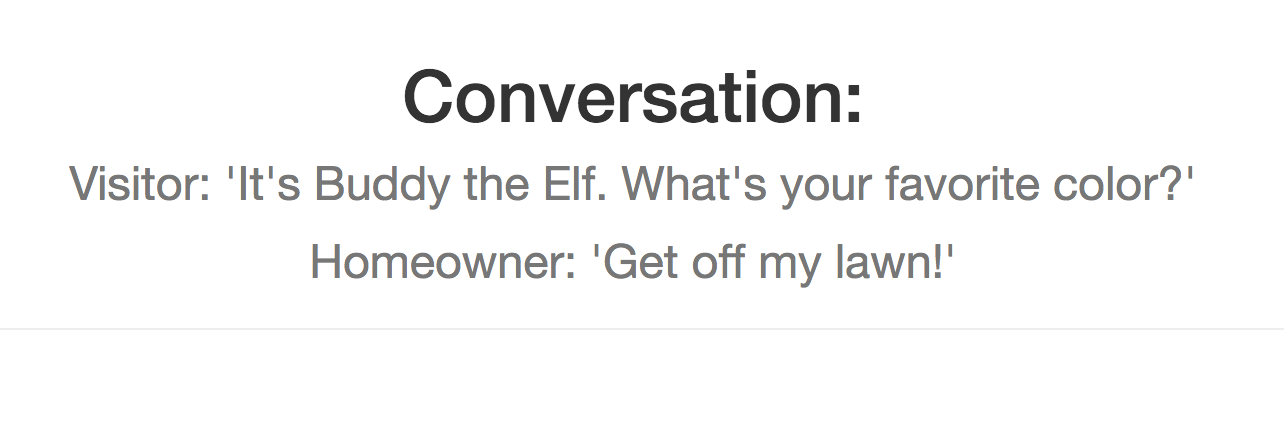 Conversation:
Visitor: 'It's Buddy the Elf. What's your favorite color?'
Homeowner: 'Get off my lawn!'